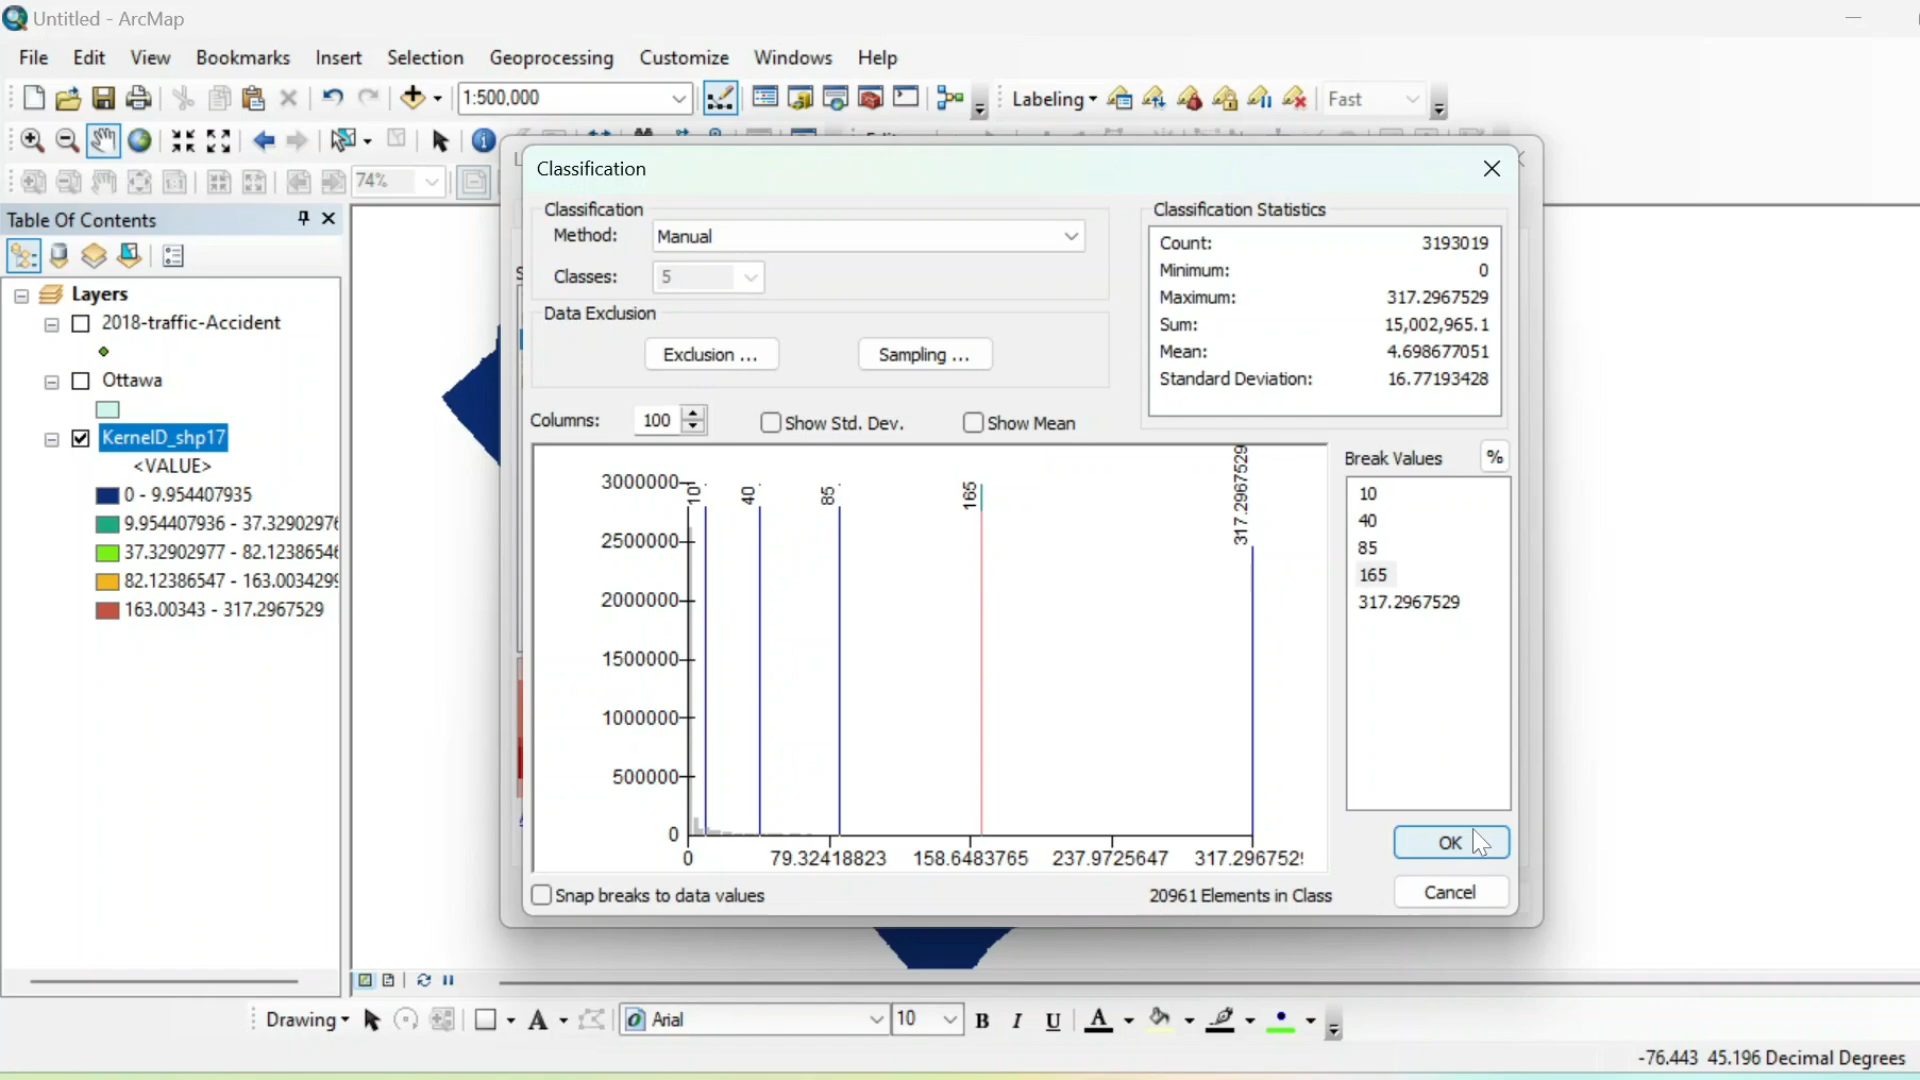 Untitled - ArcMap
File Edit View Bookmarks Insert Selection Geoprocessing Customize Windows Help
1:500,000 Labeling Fast
74%
Table Of Contents
Layers
2018-traffic-Accident
Ottawa
KernelD_shp17
<VALUE>
0 - 9.954407935
9.954407936 - 37.32902976
37.32902977 - 82.12386546
82.12386547 - 163.0034299
163.00343 - 317.2967529
Classification
Classification
Method: Manual
Classes: 5
Data Exclusion
Exclusion ... Sampling ...
Classification Statistics
Count: 3193019
Minimum: 0
Maximum: 317.2967529
Sum: 15,002,965.1
Mean: 4.698677051
Standard Deviation: 16.77193428
Columns: 100 Show Std. Dev. Show Mean
Break Values %
10
40
85
165
317.2967529
10 40 85 165 317.2967529
3000000
2500000
2000000
1500000
1000000
500000
0
0 79.32418823 158.6483765 237.9725647 317.296752
Snap breaks to data values 20961 Elements in Class
OK
Cancel
Drawing A Arial 10 B I U A
-76.443 45.196 Decimal Degrees